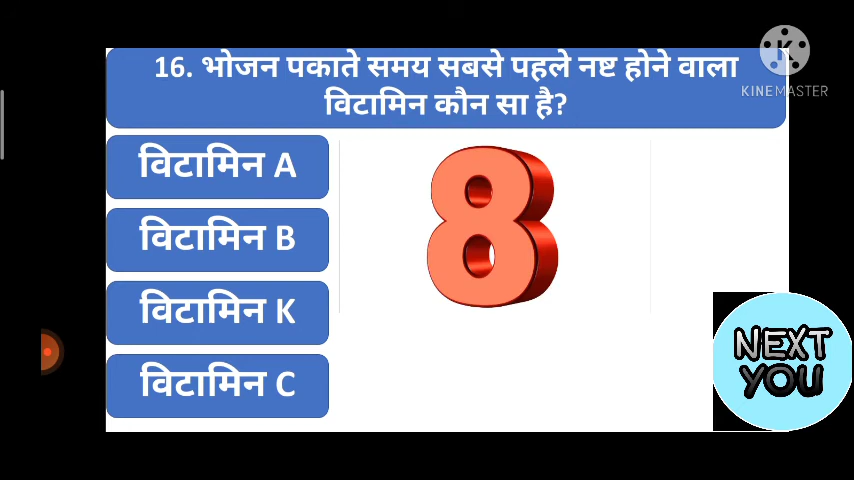 16. भोजन पकाते समय सबसे पहले नष्ट होने वाला
विटामिन कौन सा है?
K
KINEMASTER
विटामिन A
विटामिन B
विटामिन K
विटामिन C
8
NEXT
YOU